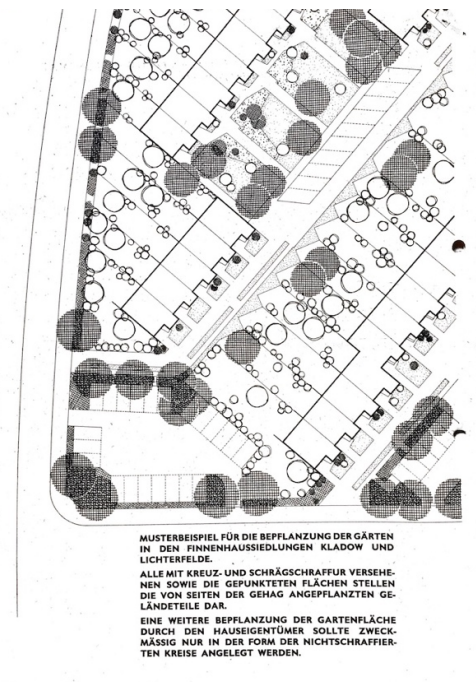 MUSTERBEISPIEL FÜR DIE BEPFLANZUNG DER GÄRTEN
IN DEN FINNENHAUSSIEDLUNGEN KLADOW UND
LICHTERFELDE.
ALLE MIT KREUZ- UND SCHRÄGSCHRAFFUR VERSEHE-
NEN SOWIE DIE GEPUNKTETEN FLÄCHEN STELLEN
DIE VON SEITEN DER GEHAG ANGEPFLANZTEN GE-
LÄNDETEILE DAR.
EINE WEITERE BEPFLANZUNG DER GARTENFLÄCHE
DURCH DEN HAUSEIGENTÜMER SOLLTE ZWECK-
MÄSSIG NUR IN DER FORM DER NICHTSCHRAFFIER-
TEN KREISE ANGELEGT WERDEN.